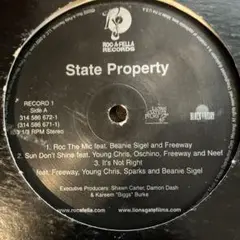 ROC-A-FELLA
RECORDS
State Property
RECORD 1
Side A
314 586 672-1
314 586 671-1)
33 1/3 RPM Stereo
1. Roc The Mic feat. Beanie Sigel and Freeway
2. Sun Don't Shine feat. Young Chris, Oschino, Freeway and Neef
3. It's Not Right
feat. Freeway, Young Chris, Sparks and Beanie Sigel
Executive Producers: Shawn Carter, Damon Dash
& Kareem "Biggs" Burke
http://www.lionsgatefilms.com